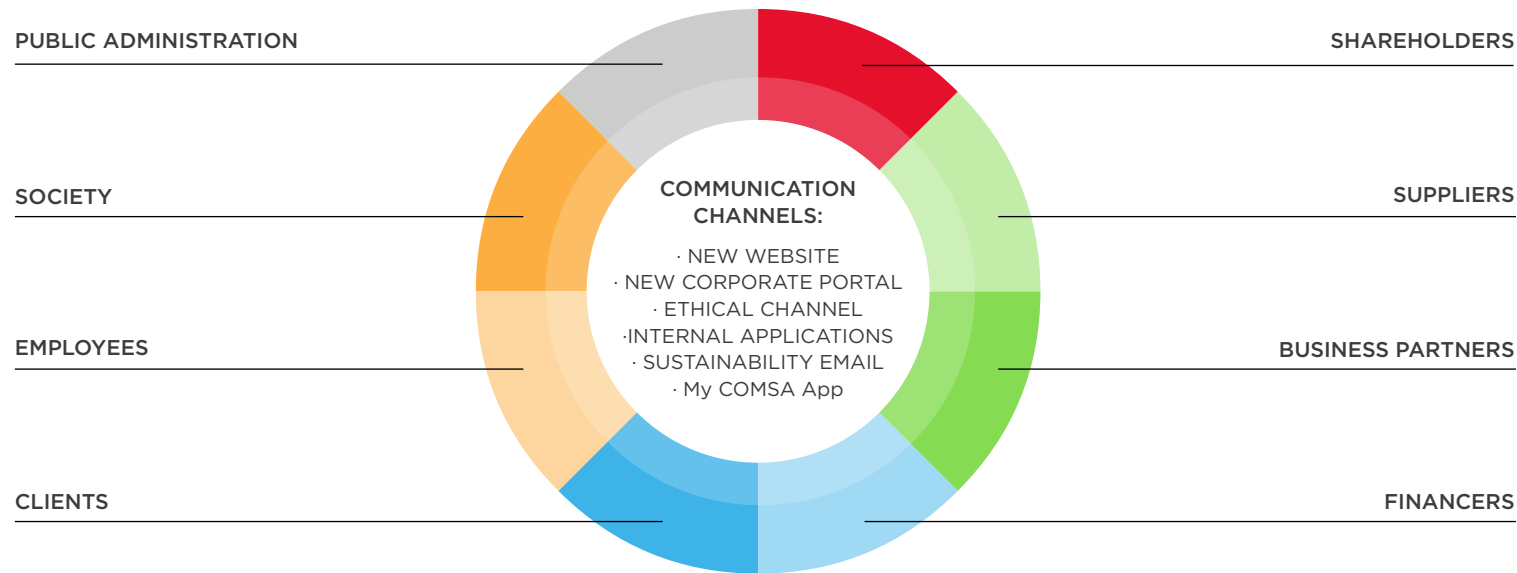 PUBLIC ADMINISTRATION
SHAREHOLDERS
SOCIETY
SUPPLIERS
EMPLOYEES
BUSINESS PARTNERS
CLIENTS
FINANCERS
COMMUNICATION
CHANNELS:
· NEW WEBSITE
· NEW CORPORATE PORTAL
· ETHICAL CHANNEL
·INTERNAL APPLICATIONS
· SUSTAINABILITY EMAIL
· My COMSA App